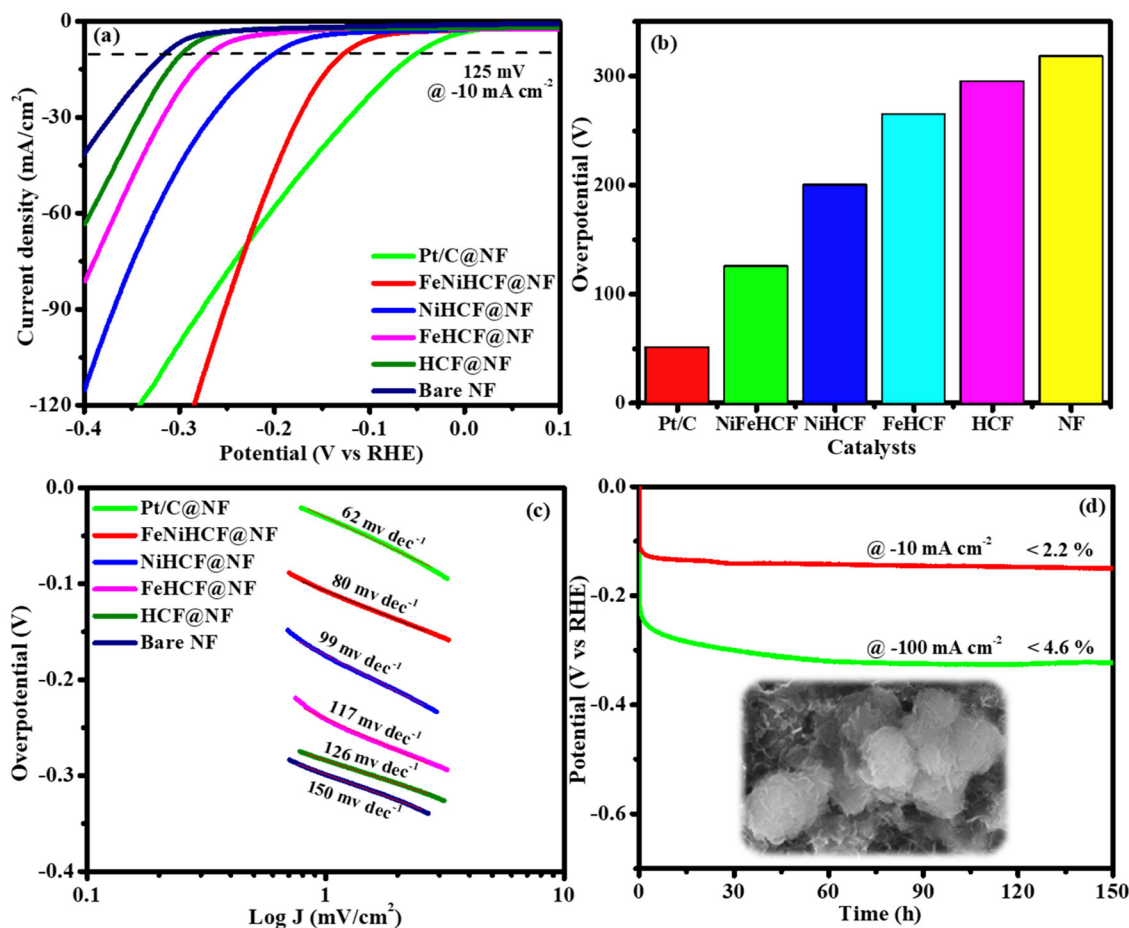 (a)
0
-30
-60
-90
-120
Current density (mA/cm²)
-0.4 -0.3 -0.2 -0.1 0.0 0.1
Potential (V vs RHE)
125 mV
@ -10 mA cm⁻²
Pt/C@NF
FeNiHCF@NF
NiHCF@NF
FeHCF@NF
HCF@NF
Bare NF
(b)
300
200
100
0
Overpotential (V)
Pt/C NiFeHCF NiHCF FeHCF HCF NF
Catalysts
(c)
0.0
-0.1
-0.2
-0.3
-0.4
Overpotential (V)
0.1 1 10
Log J (mV/cm²)
Pt/C@NF
FeNiHCF@NF
NiHCF@NF
FeHCF@NF
HCF@NF
Bare NF
62 mv dec⁻¹
80 mv dec⁻¹
99 mv dec⁻¹
117 mv dec⁻¹
126 mv dec⁻¹
150 mv dec⁻¹
(d)
0.0
-0.2
-0.4
-0.6
Potential (V vs RHE)
0 30 60 90 120 150
Time (h)
@ -10 mA cm⁻² < 2.2 %
@ -100 mA cm⁻² < 4.6 %